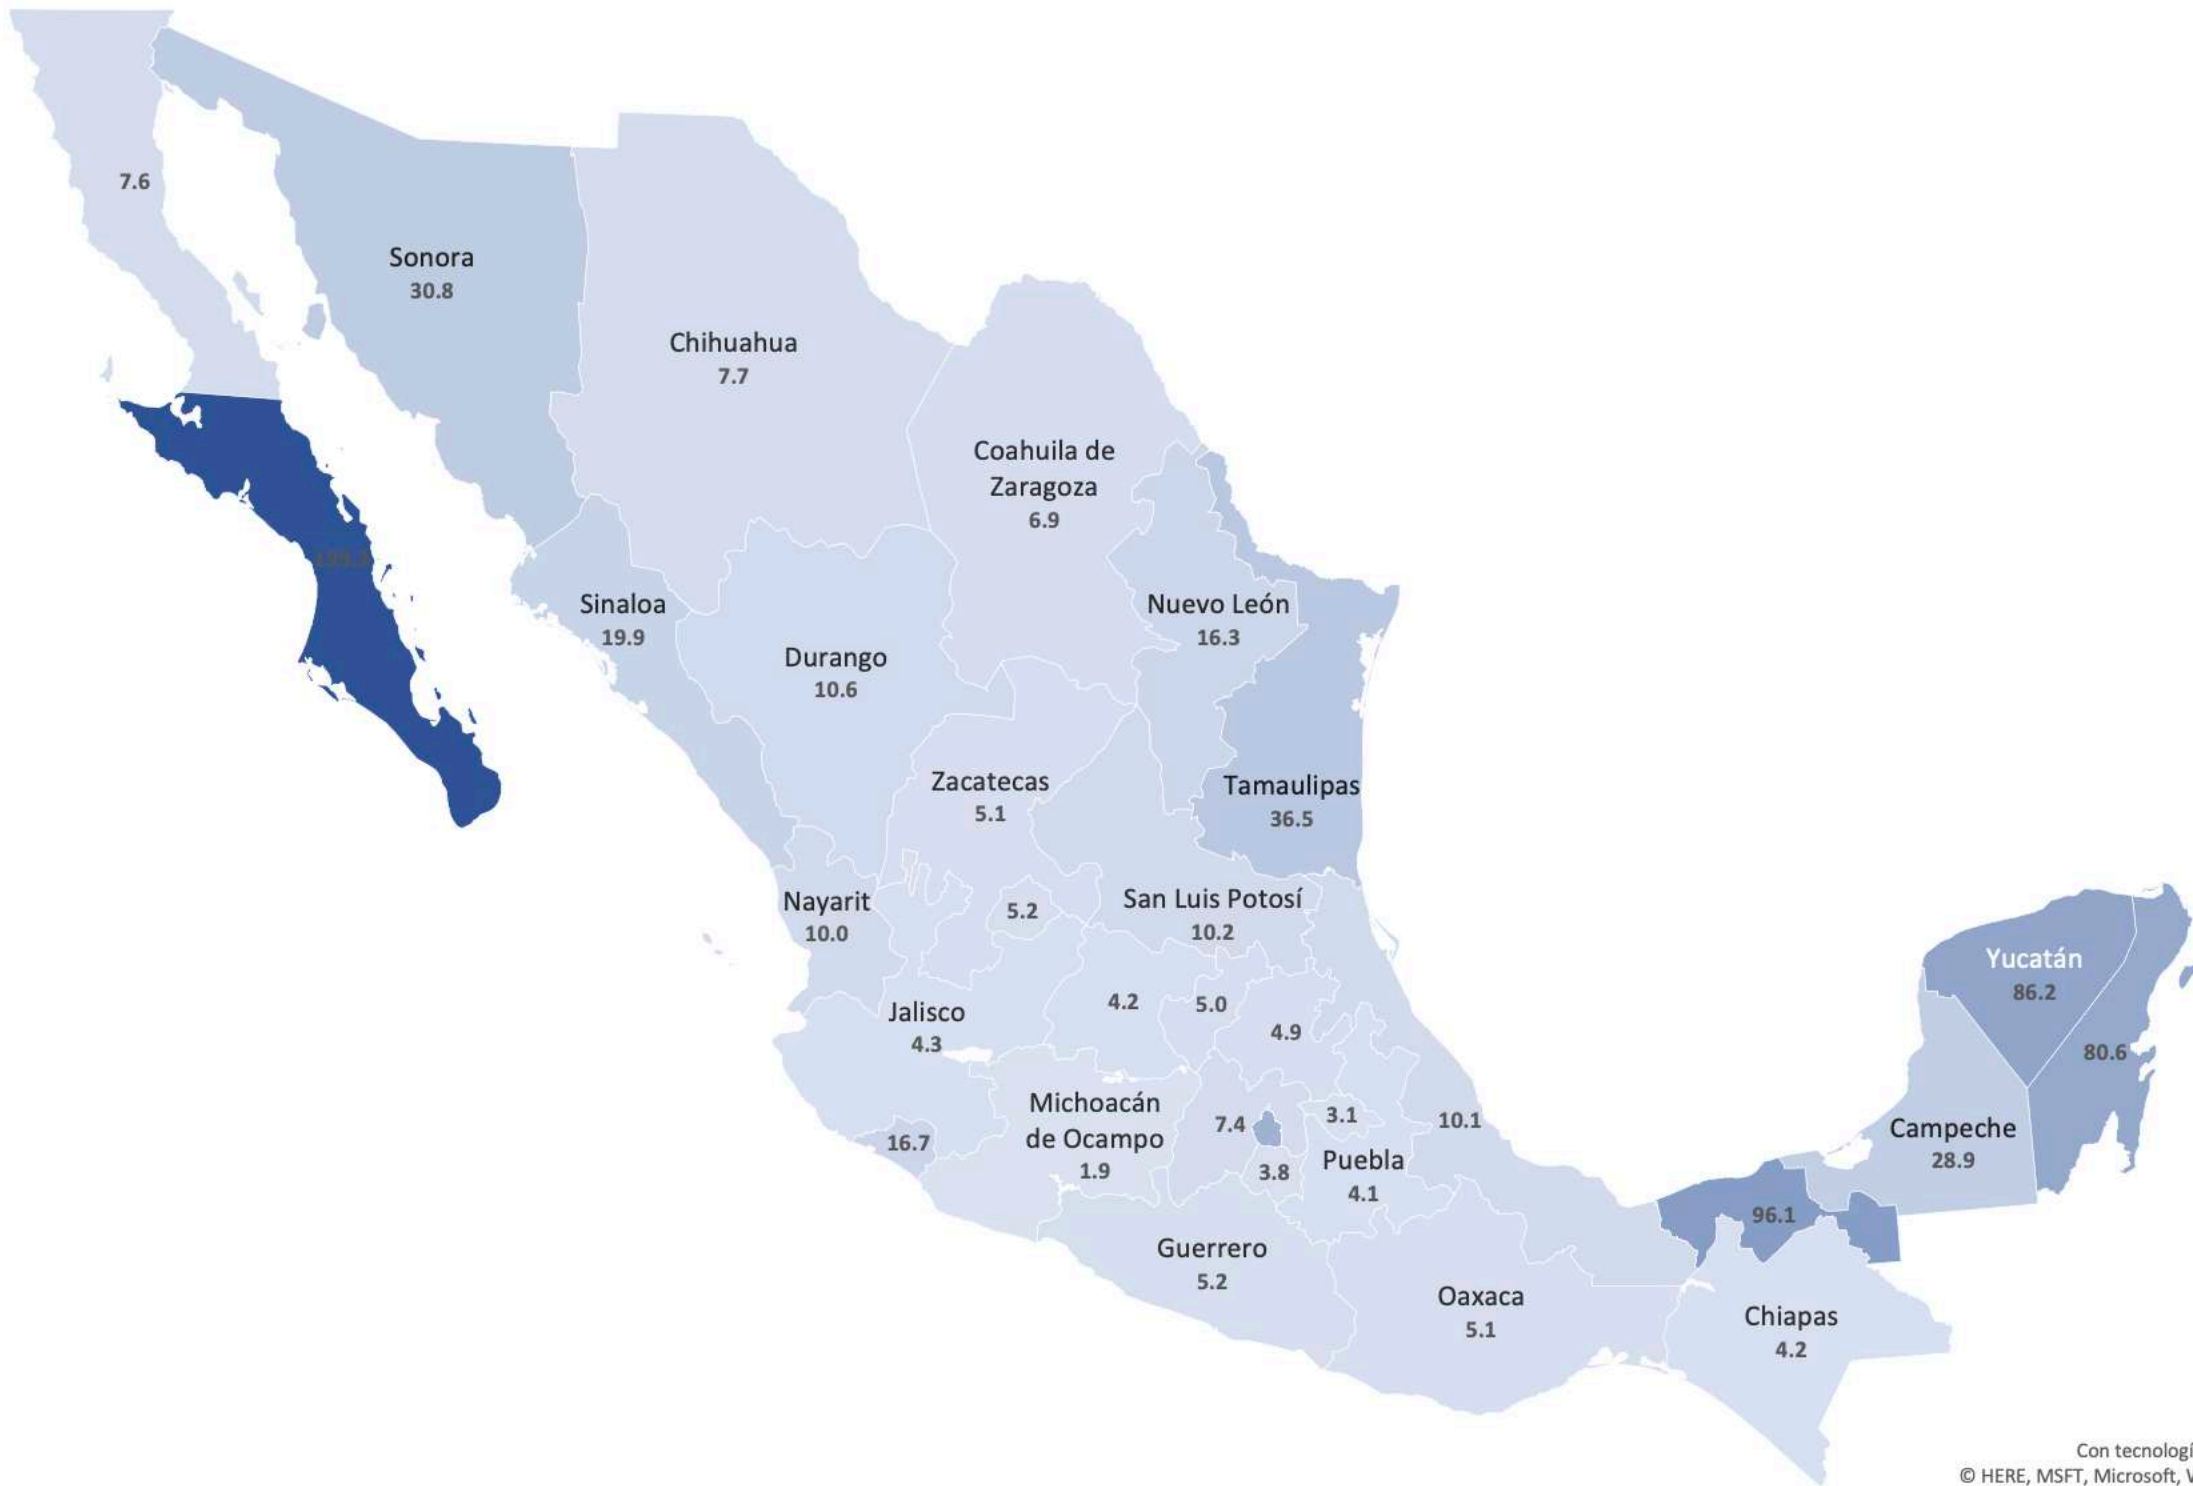 7.6
Sonora
30.8
Chihuahua
7.7
Coahuila de
Zaragoza
6.9
Sinaloa
19.9
Nuevo León
16.3
Durango
10.6
Zacatecas
5.1
Tamaulipas
36.5
Nayarit
10.0
5.2
San Luis Potosí
10.2
Yucatán
86.2
Jalisco
4.3
4.2
5.0
4.9
80.6
Michoacán
de Ocampo
1.9
16.7
7.4
3.1
10.1
3.8
Puebla
4.1
Campeche
28.9
96.1
Guerrero
5.2
Oaxaca
5.1
Chiapas
4.2
Con tecnologí
© HERE, MSFT, Microsoft,